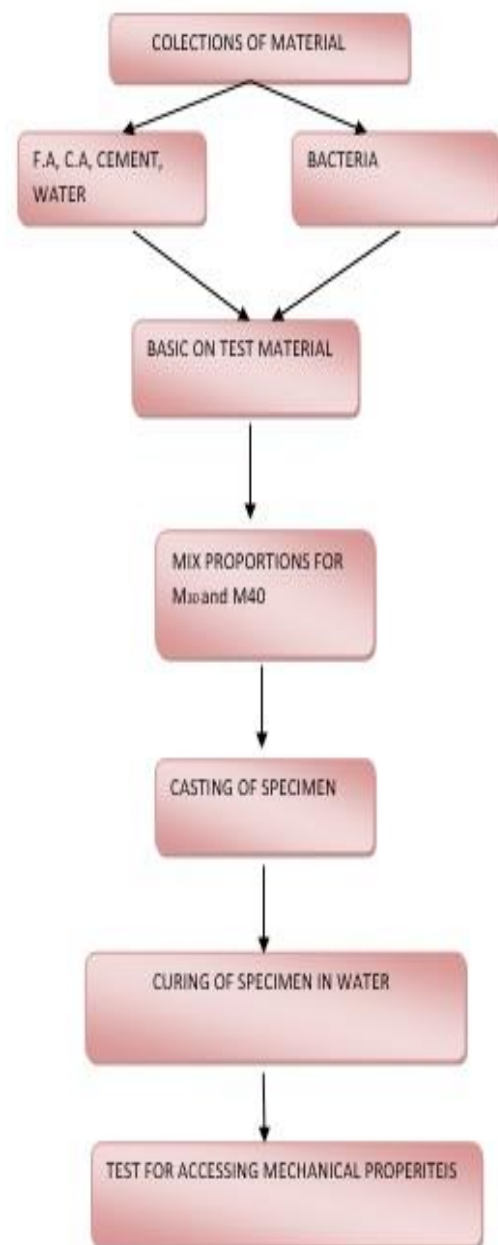 COLECTIONS OF MATERIAL
F.A, C.A, CEMENT,
WATER
BACTERIA
BASIC ON TEST MATERIAL
MIX PROPORTIONS FOR
M30 and M40
CASTING OF SPECIMEN
CURING OF SPECIMEN IN WATER
TEST FOR ACCESSING MECHANICAL PROPERITEIS